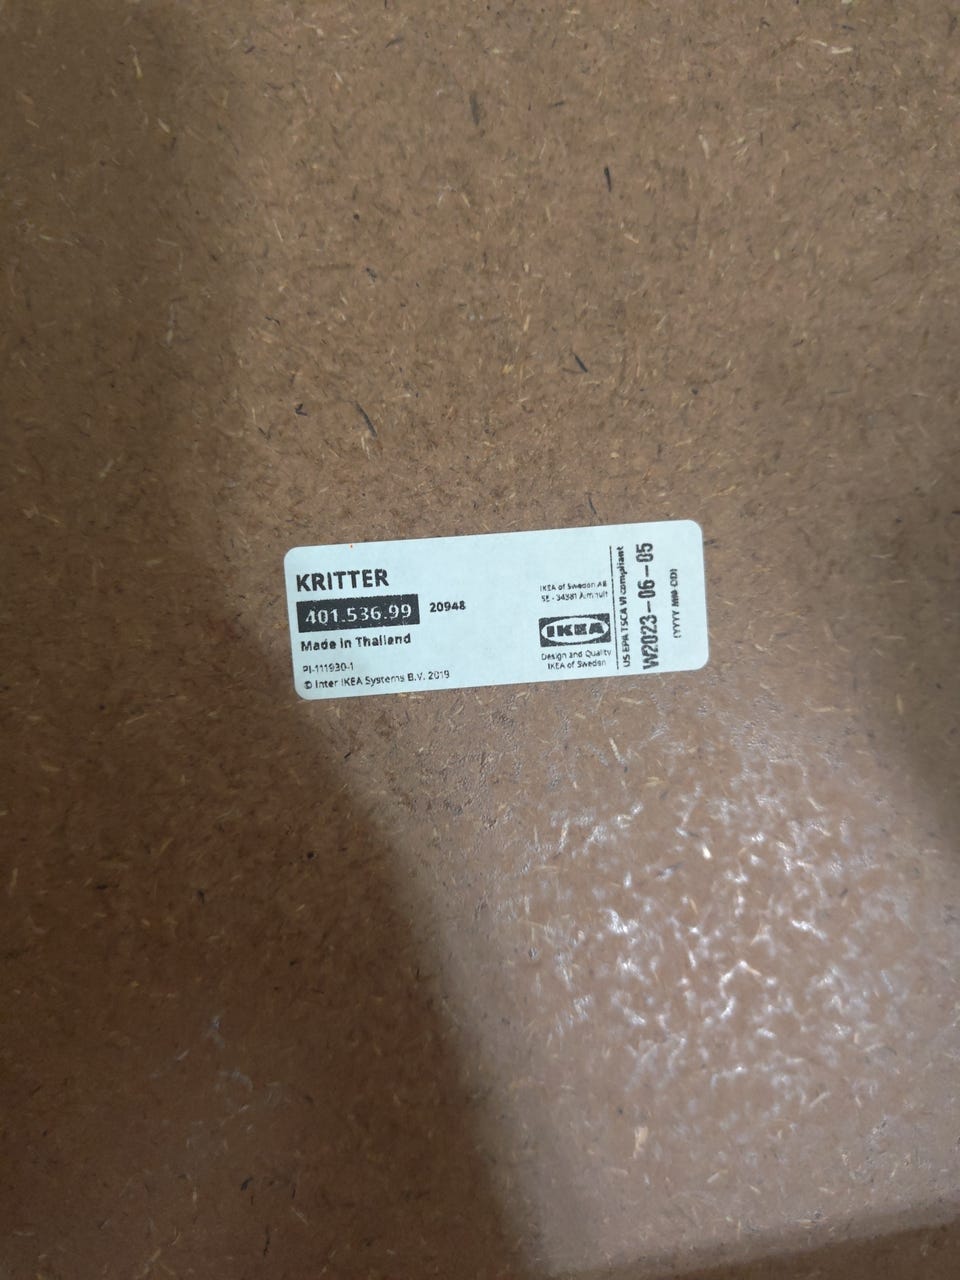 KRITTER
401.536.99 20948
Made in Thailand
PI-111930-1
© Inter IKEA Systems B.V. 2019
IKEA of Sweden AB
SE - 34381 Älmhult
IKEA
Design and Quality
IKEA of Sweden
US EPA TSCA VI compliant
W2023-06-05
(YYYY-MM-DD)